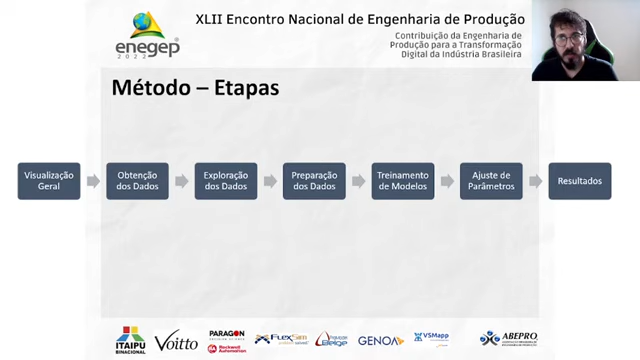 XLII Encontro Nacional de Engenharia de Produção
Contribuição da Engenharia de
Produção para a Transformação
Digital da Indústria Brasileira
enegep
2022
Método – Etapas
Visualização
Geral
Obtenção
dos Dados
Exploração
dos Dados
Preparação
dos Dados
Treinamento
de Modelos
Ajuste de
Parâmetros
Resultados
ITAIPU
BINACIONAL
Voitto
PARAGON
Rockwell
Automation
FlexSim
GENOA
VSMapp
ABEPRO